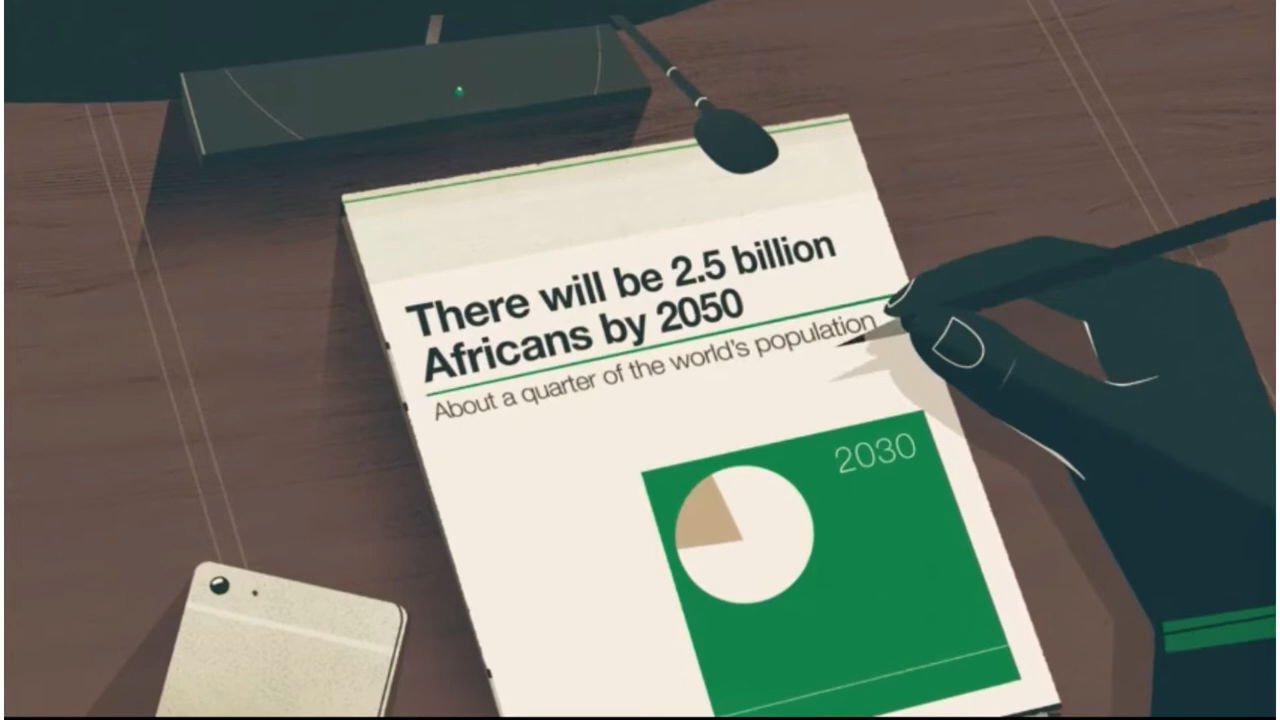 There will be 2.5 billion
Africans by 2050
About a quarter of the world's population
2030